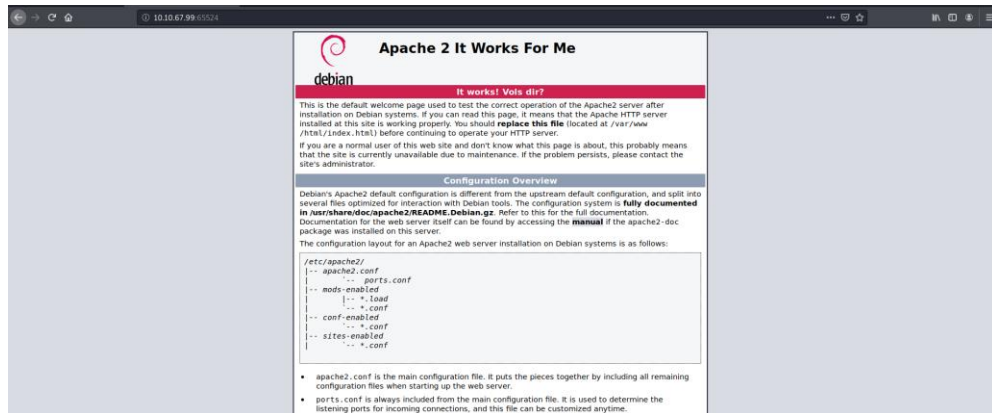 10.10.67.99:65524
debian
Apache 2 It Works For Me
It works! Vols dir?
This is the default welcome page used to test the correct operation of the Apache2 server after
installation on Debian systems. If you can read this page, it means that the Apache HTTP server
installed at this site is working properly. You should replace this file (located at /var/www
/html/index.html) before continuing to operate your HTTP server.
If you are a normal user of this web site and don't know what this page is about, this probably means
that the site is currently unavailable due to maintenance. If the problem persists, please contact the
site's administrator.
Configuration Overview
Debian's Apache2 default configuration is different from the upstream default configuration, and split into
several files optimized for interaction with Debian tools. The configuration system is fully documented
in /usr/share/doc/apache2/README.Debian.gz. Refer to this for the full documentation.
Documentation for the web server itself can be found by accessing the manual if the apache2-doc
package was installed on this server.
The configuration layout for an Apache2 web server installation on Debian systems is as follows:
/etc/apache2/
|-- apache2.conf
|       `--  ports.conf
|-- mods-enabled
|       |-- *.load
|       `-- *.conf
|-- conf-enabled
|       `-- *.conf
|-- sites-enabled
|       `-- *.conf
• apache2.conf is the main configuration file. It puts the pieces together by including all remaining
configuration files when starting up the web server.
• ports.conf is always included from the main configuration file. It is used to determine the
listening ports for incoming connections, and this file can be customized anytime.